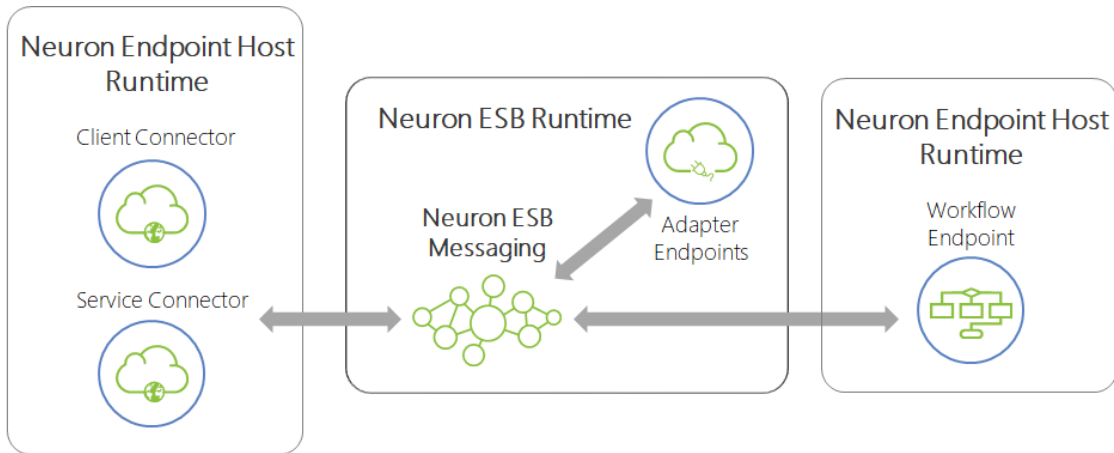 Neuron Endpoint Host
Runtime
Client Connector
Service Connector
Neuron ESB Runtime
Adapter
Endpoints
Neuron ESB
Messaging
Neuron Endpoint Host
Runtime
Workflow
Endpoint